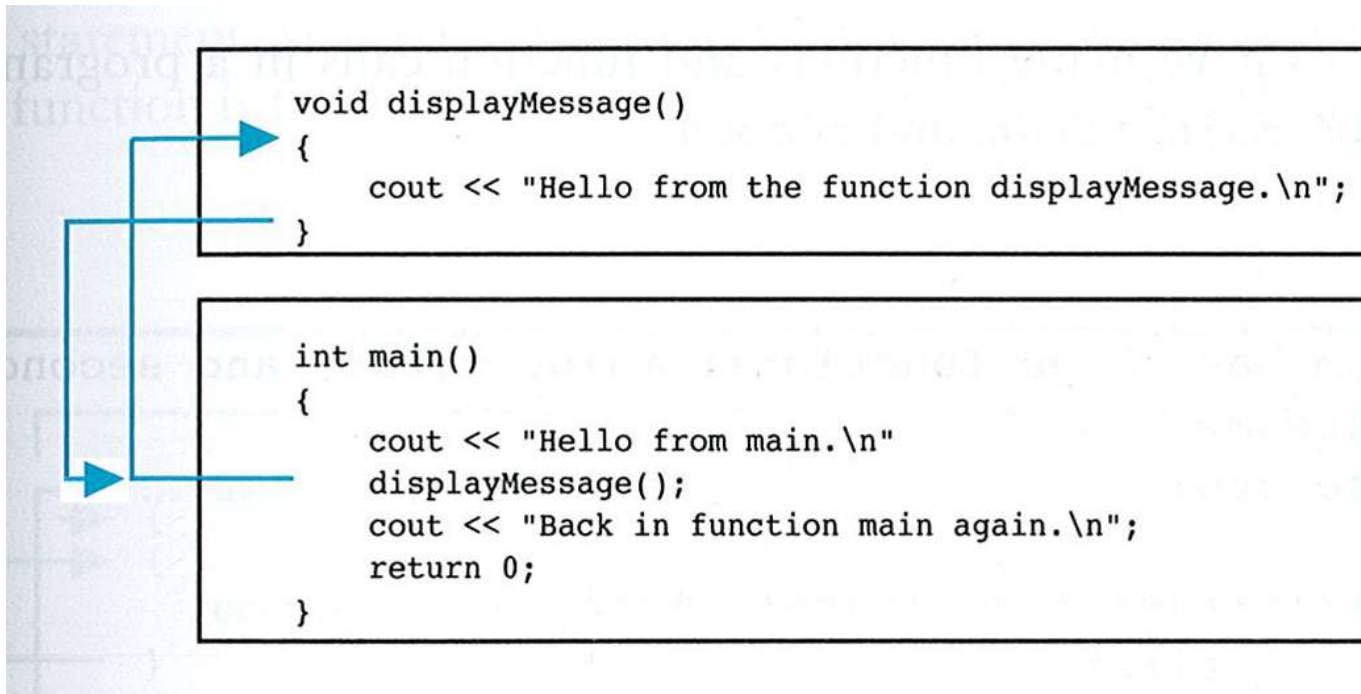 void displayMessage()
{
    cout << "Hello from the function displayMessage.\n";
}
int main()
{
    cout << "Hello from main.\n"
    displayMessage();
    cout << "Back in function main again.\n";
    return 0;
}